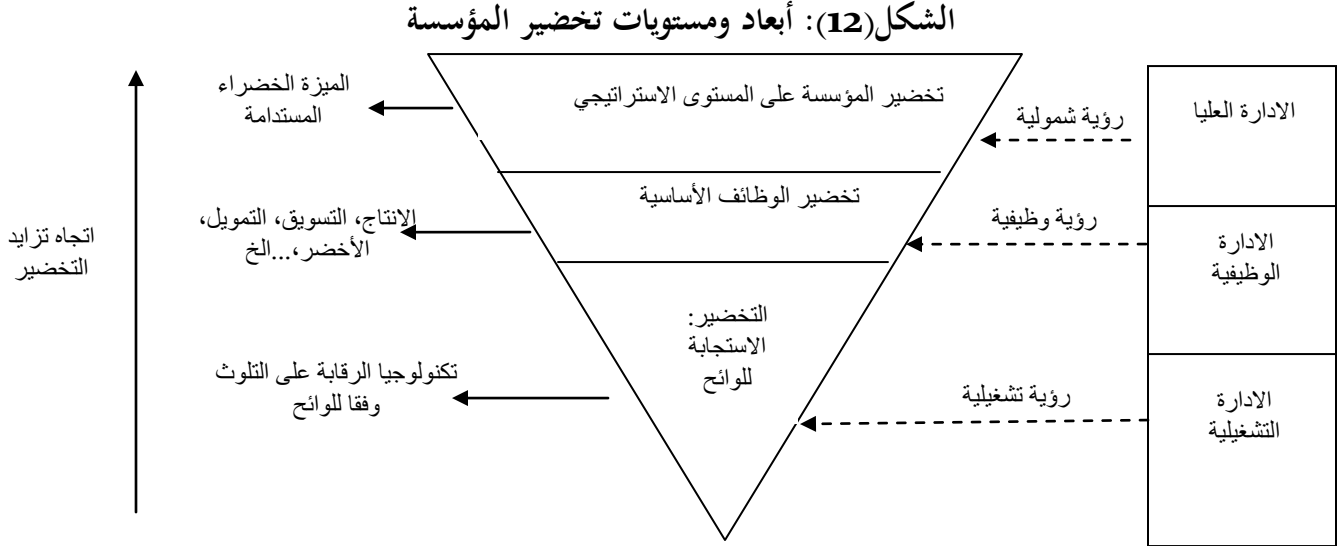 الشكل(12): أبعاد ومستويات تخضير المؤسسة
الادارة العليا
رؤية شمولية
تخضير المؤسسة على المستوى الاستراتيجي
الميزة الخضراء
المستدامة
الادارة
الوظيفية
رؤية وظيفية
تخضير الوظائف الأساسية
الانتاج، التسويق، التمويل،
الأخضر،...الخ
اتجاه تزايد
التخضير
الادارة
التشغيلية
رؤية تشغيلية
التخضير:
الاستجابة
للوائح
تكنولوجيا الرقابة على التلوث
وفقا للوائح